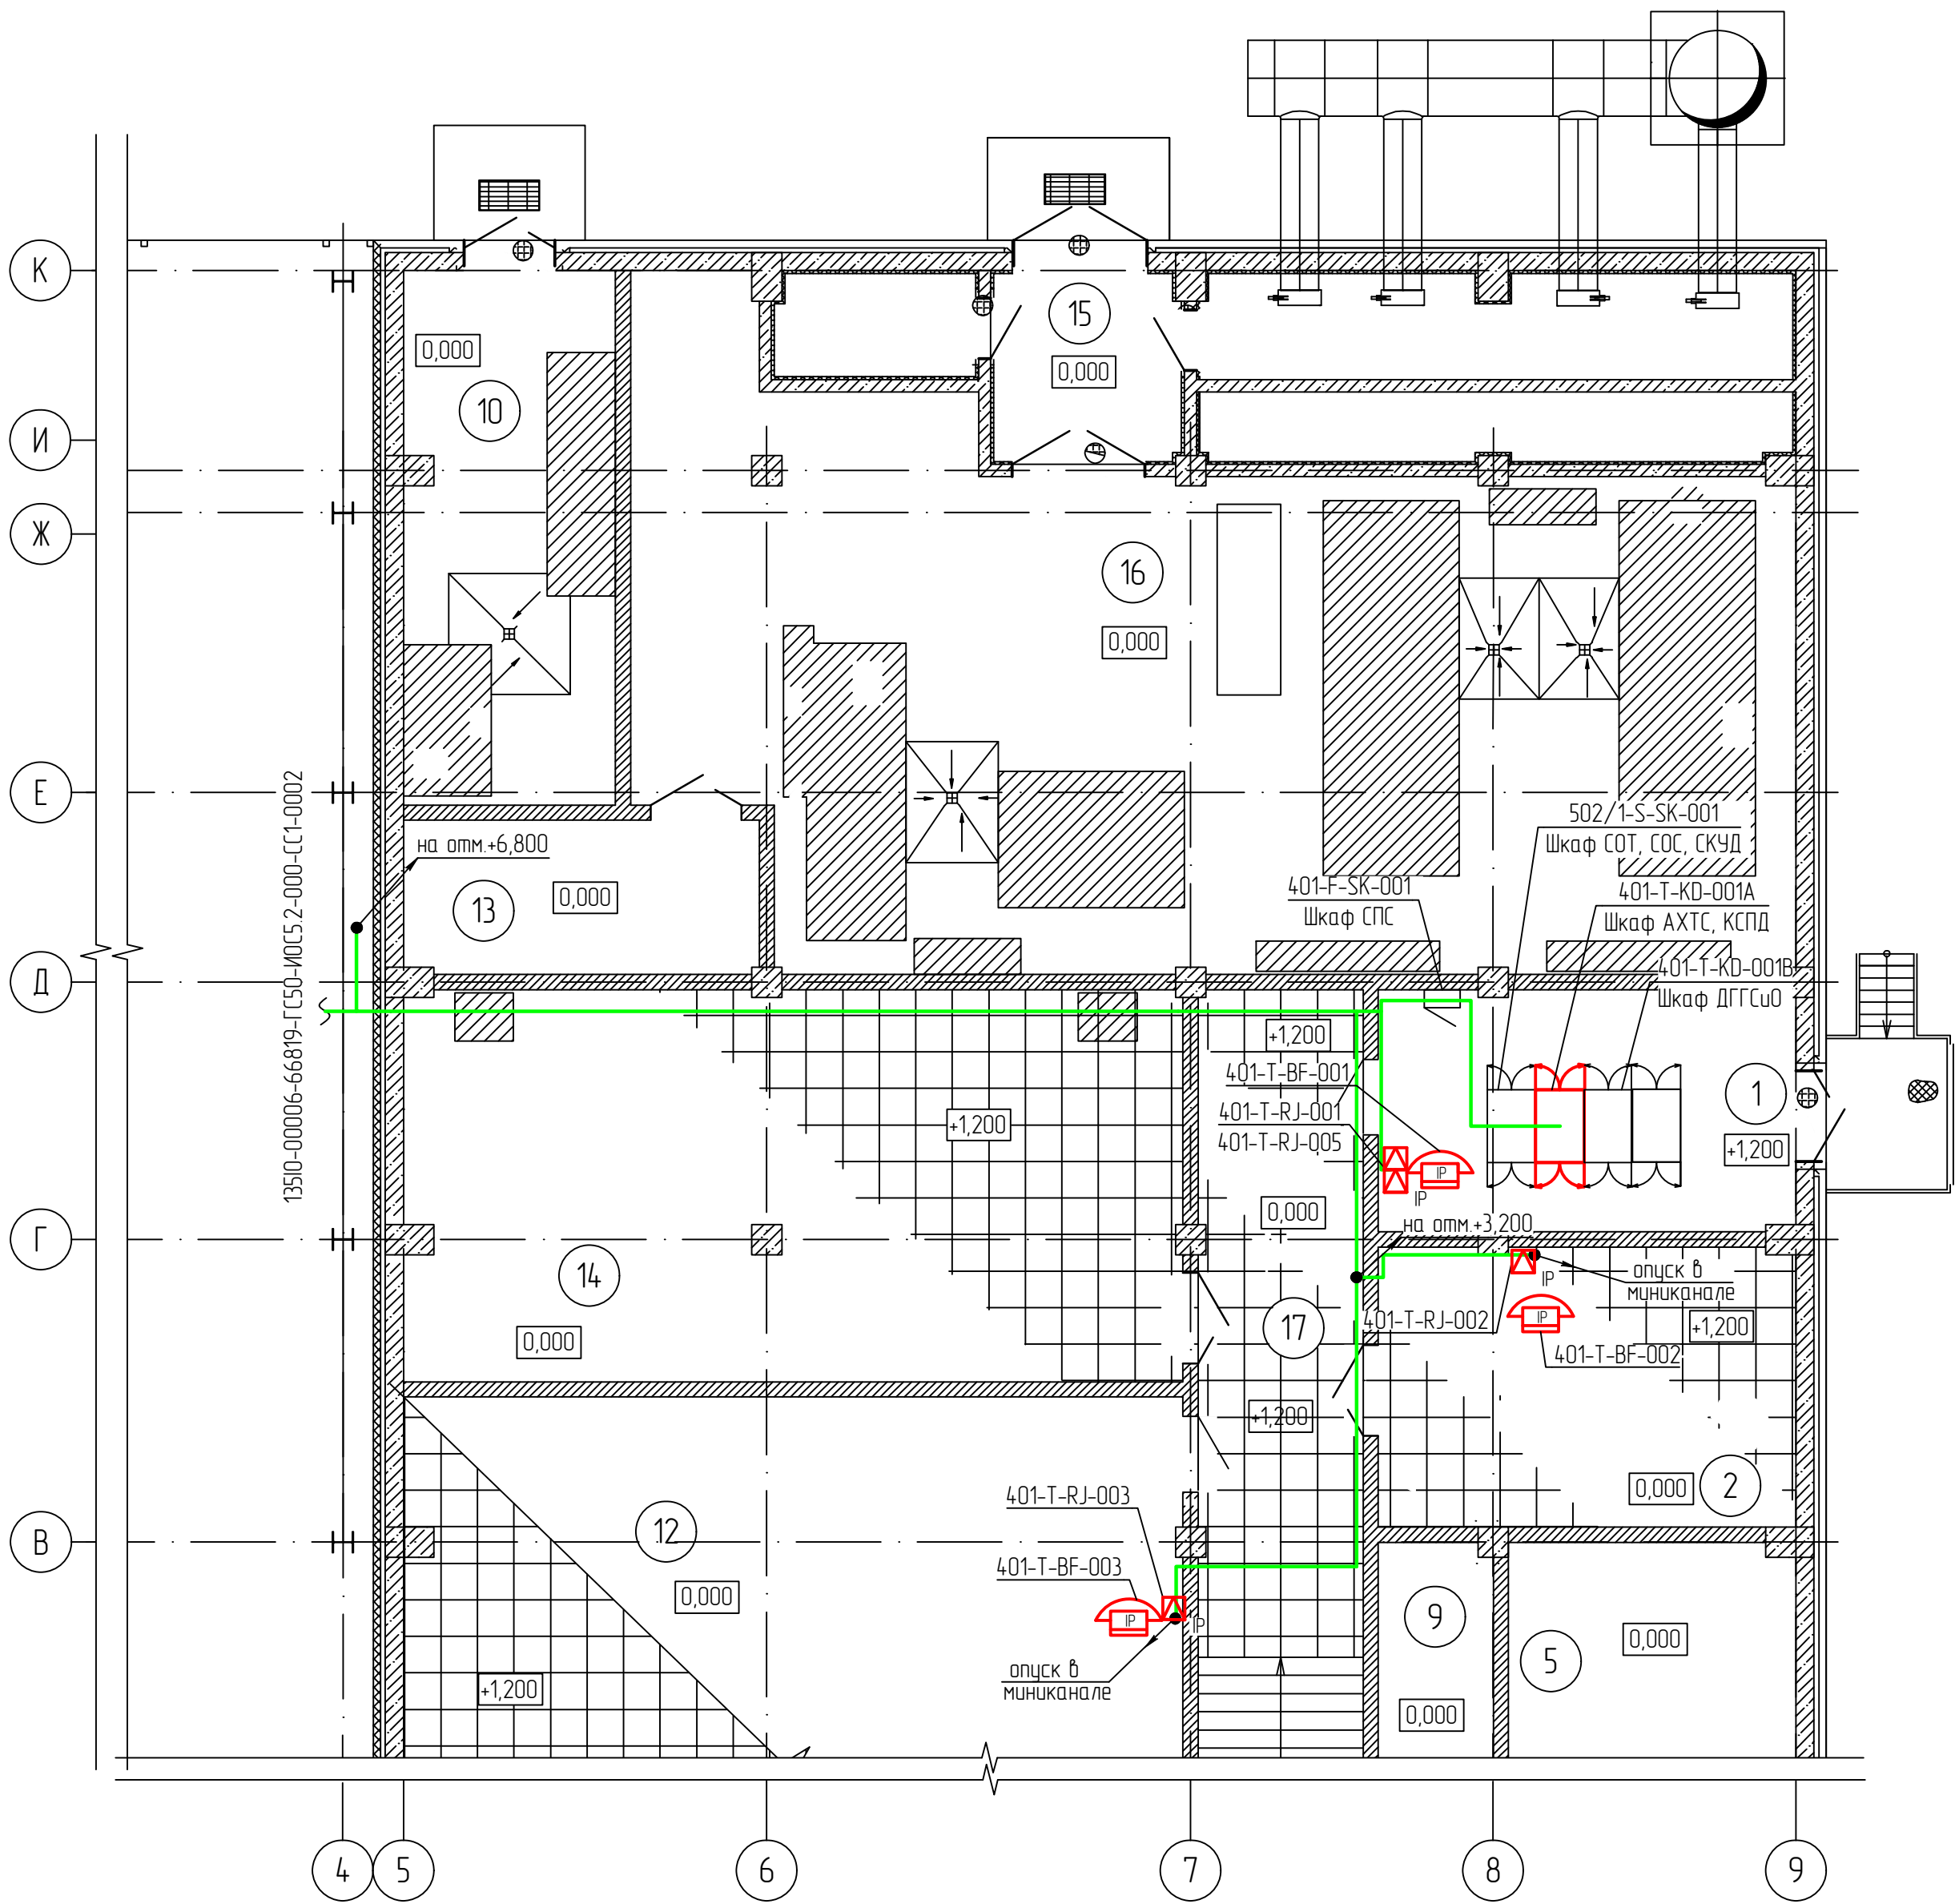 К
15
0,000
0,000
10
И
Ж
16
0,000
Е
502/1-S-SK-001
Шкаф СОТ, СОС, СКУД
на отм.+6,800
401-F-SK-001
Шкаф СПС
401-T-KD-001A
Шкаф АХТС, КСПД
13
0,000
13510-00006-66819-ГС50-ИОС5.2-000-СС1-0002
Д
401-T-KD-001B
Шкаф ДГГСиО
+1,200
401-T-BF-001
401-T-RJ-001
401-T-RJ-005
+1,200
1
+1,200
IP
IP
0,000
на отм.+3,200
Г
14
опуск в
миниканале
IP
IP
401-T-RJ-002
17
+1,200
0,000
401-T-BF-002
+1,200
2
0,000
401-T-RJ-003
12
В
401-T-BF-003
0,000
IP
IP
9
5
0,000
опуск в
миниканале
+1,200
0,000
4
5
6
7
8
9